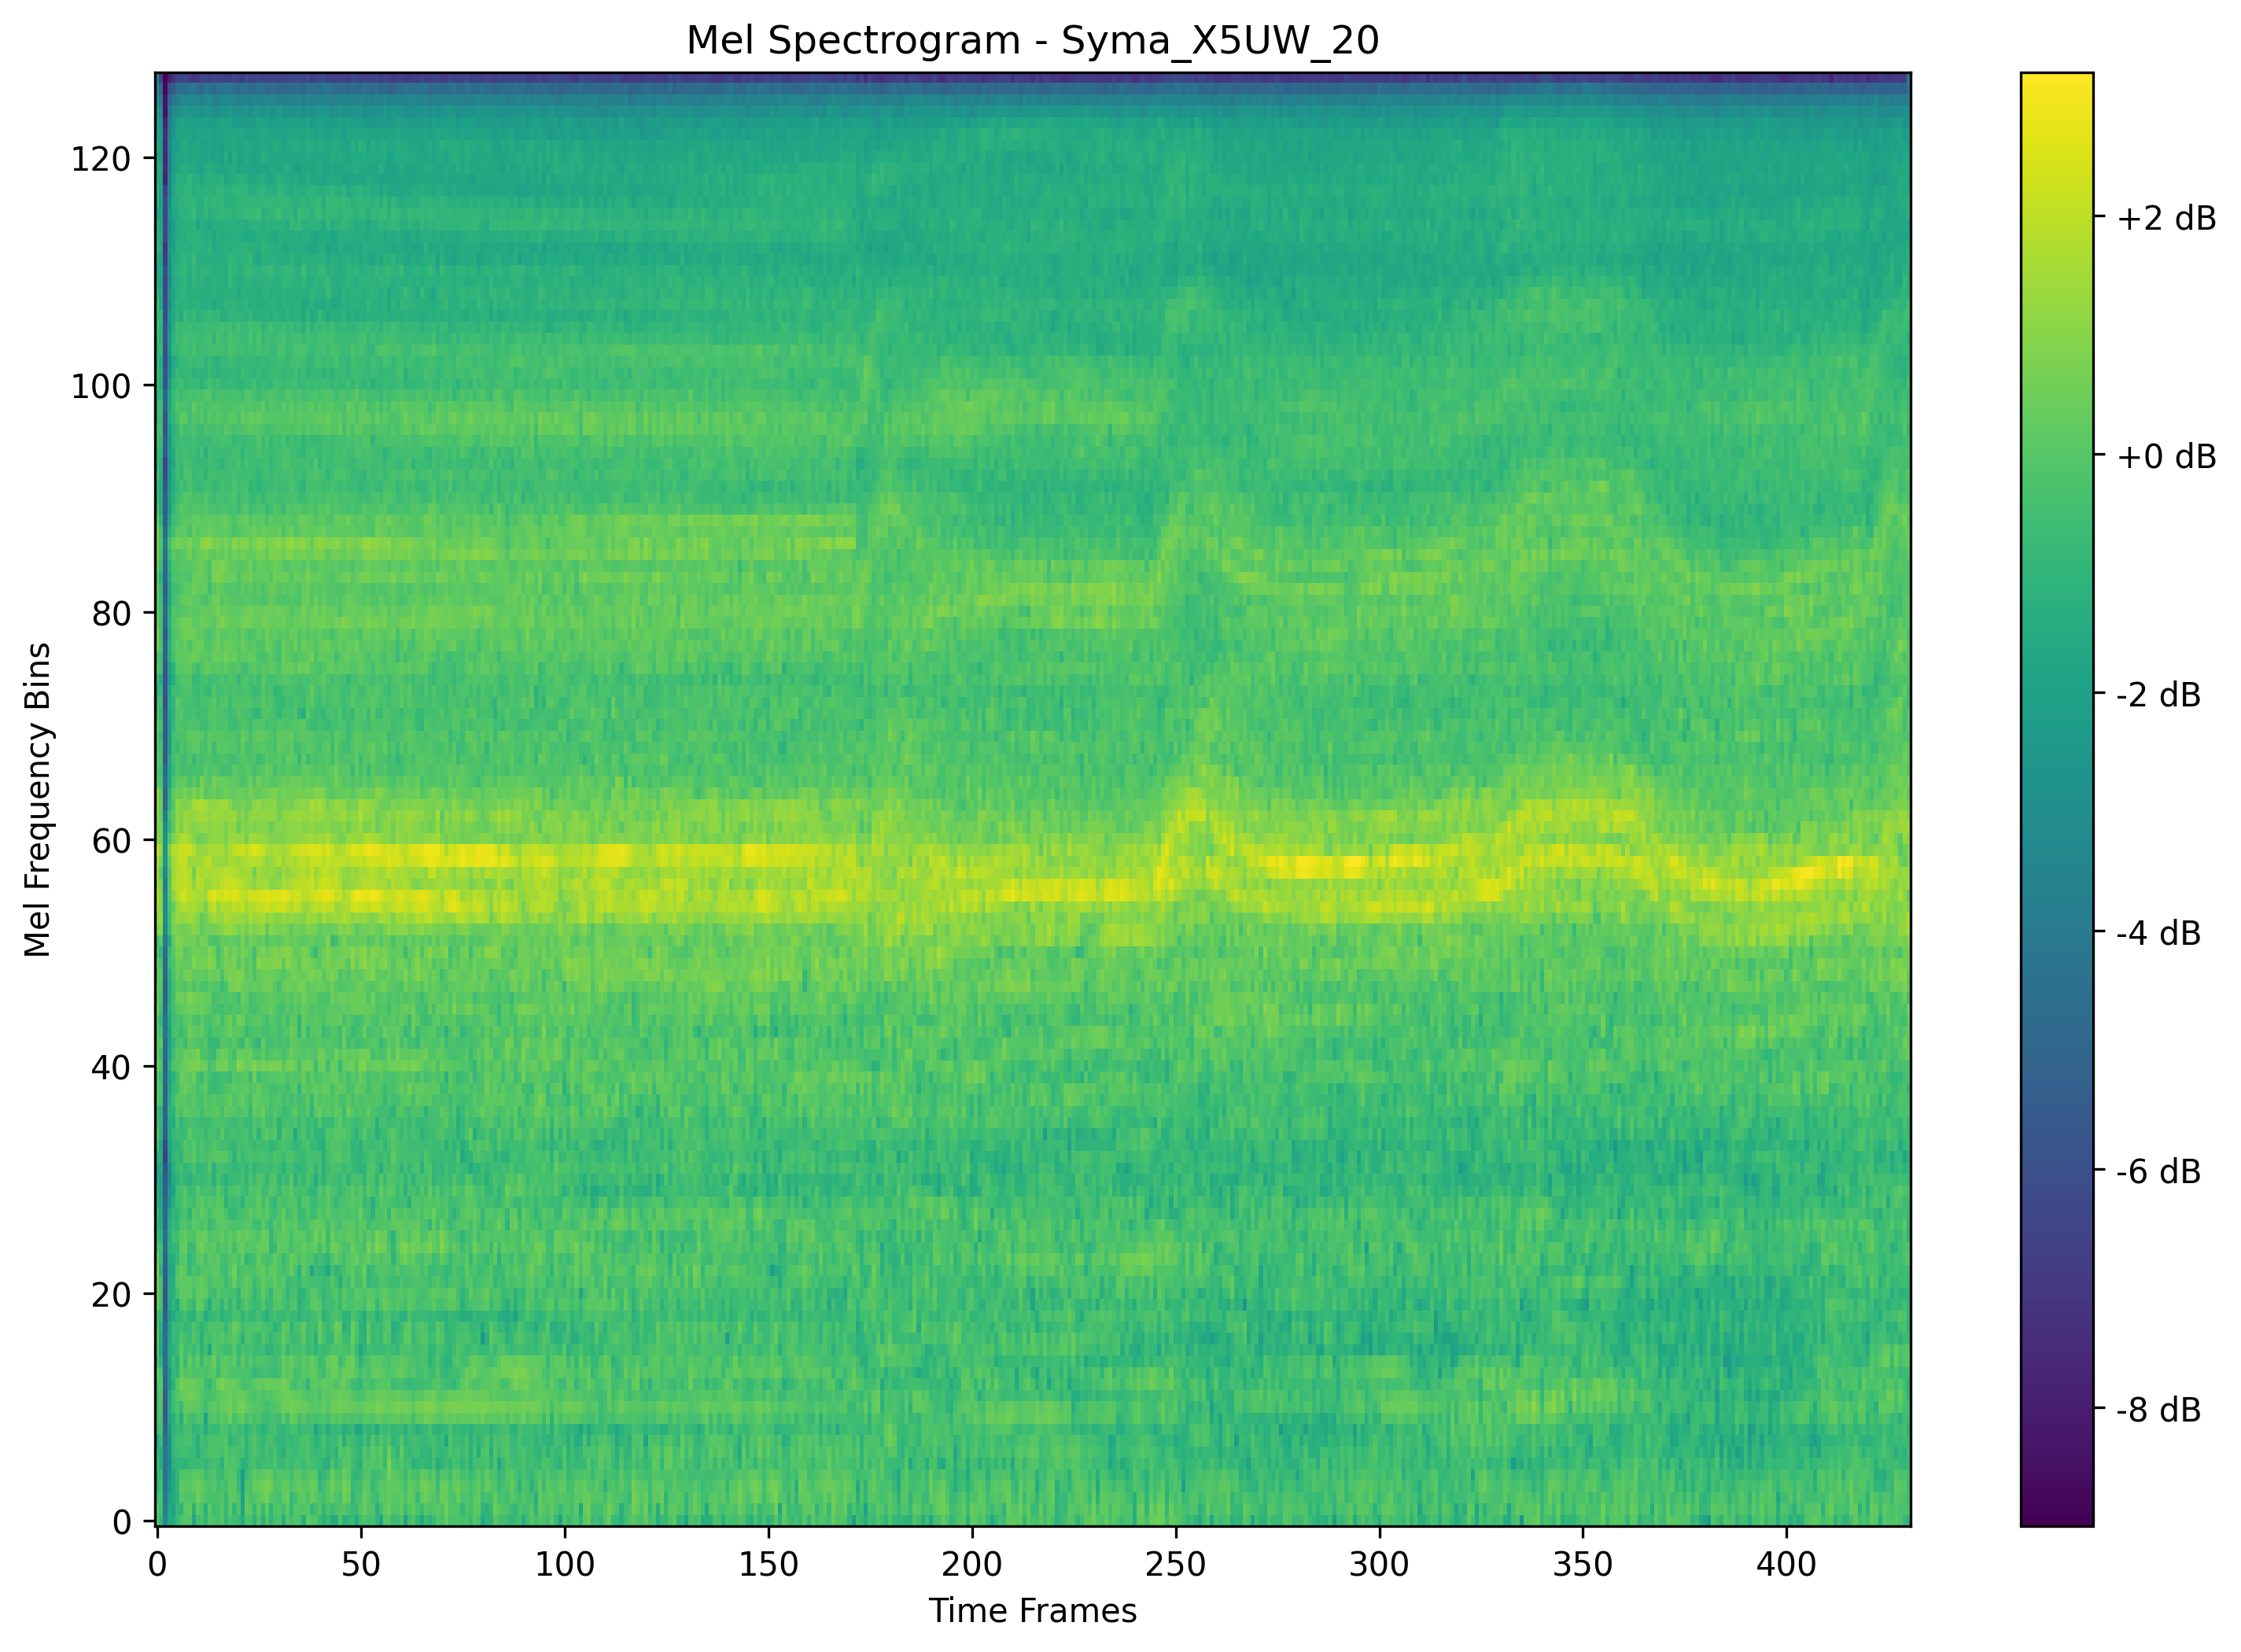 Mel Spectrogram - Syma_X5UW_20
Mel Frequency Bins
120
100
80
60
40
20
0
0 50 100 150 200 250 300 350 400
Time Frames
+2 dB
+0 dB
-2 dB
-4 dB
-6 dB
-8 dB